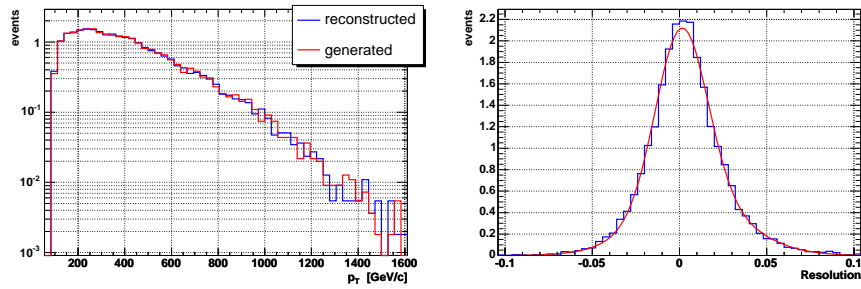 events
1
10^-1
10^-2
10^-3
200 400 600 800 1000 1200 1400 1600
p_T [GeV/c]
reconstructed
generated
events
2.2
2
1.8
1.6
1.4
1.2
1
0.8
0.6
0.4
0.2
0
-0.1 -0.05 0 0.05 0.1
Resolution